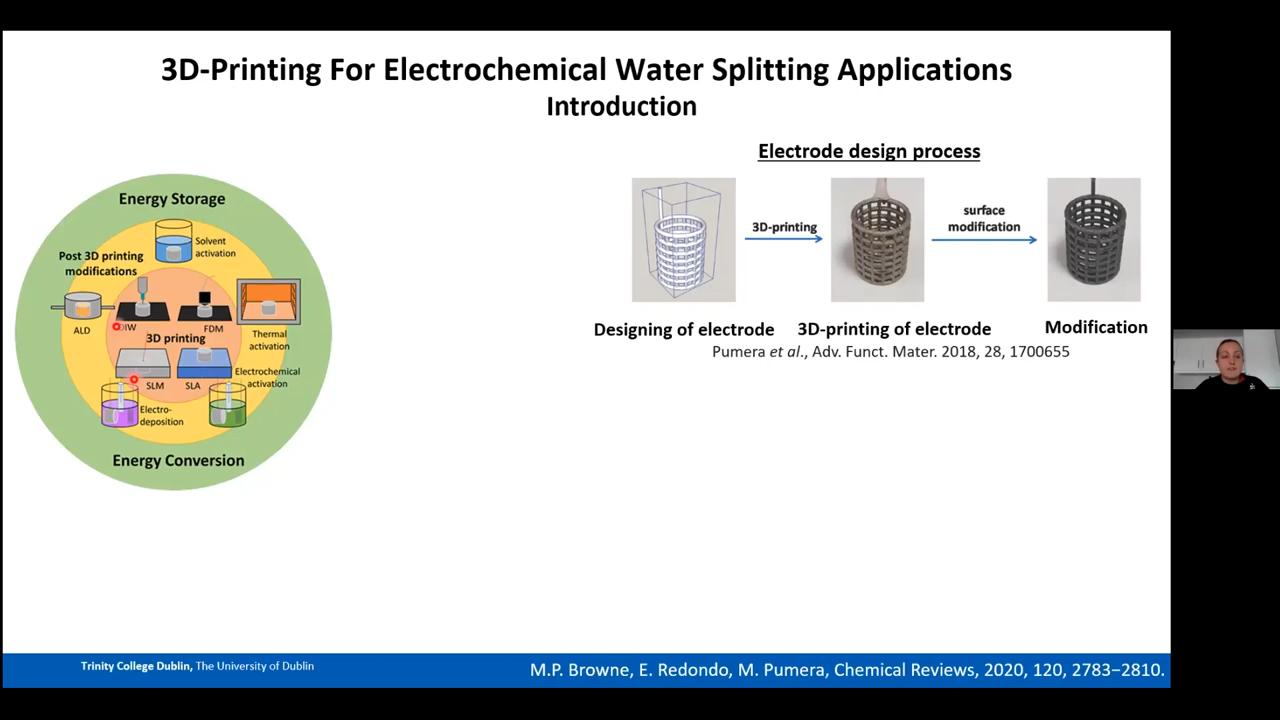 3D-Printing For Electrochemical Water Splitting Applications
Introduction
Energy Storage
Solvent
activation
Post 3D printing
modifications
ALD
DIW
FDM
Thermal
activation
3D printing
SLM
SLA
Electrochemical
activation
Electro-
deposition
Energy Conversion
Electrode design process
3D-printing
surface
modification
Designing of electrode
3D-printing of electrode
Modification
Pumera et al., Adv. Funct. Mater. 2018, 28, 1700655
Trinity College Dublin, The University of Dublin
M.P. Browne, E. Redondo, M. Pumera, Chemical Reviews, 2020, 120, 2783−2810.